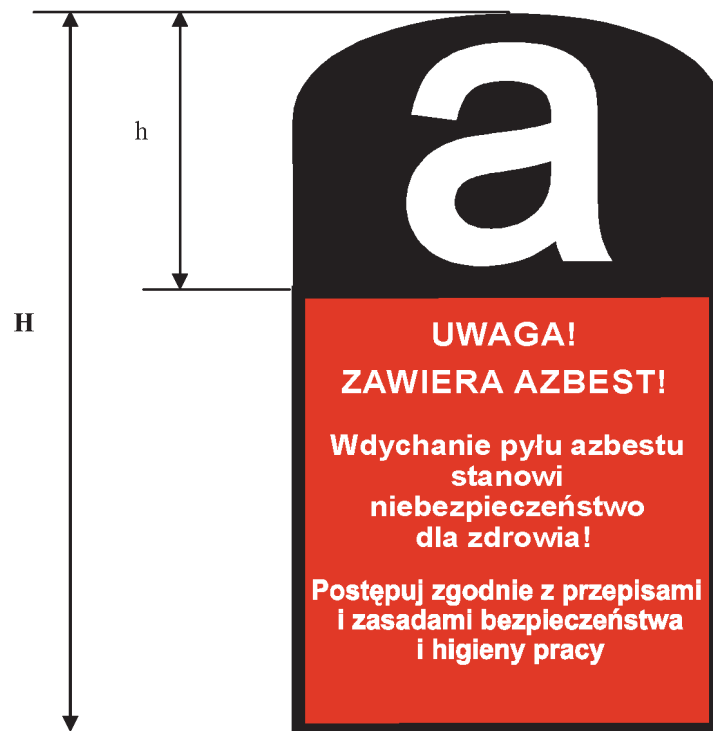 h
a
H
UWAGA!
ZAWIERA AZBEST!
Wdychanie pyłu azbestu
stanowi
niebezpieczeństwo
dla zdrowia!
Postępuj zgodnie z przepisami
i zasadami bezpieczeństwa
i higieny pracy